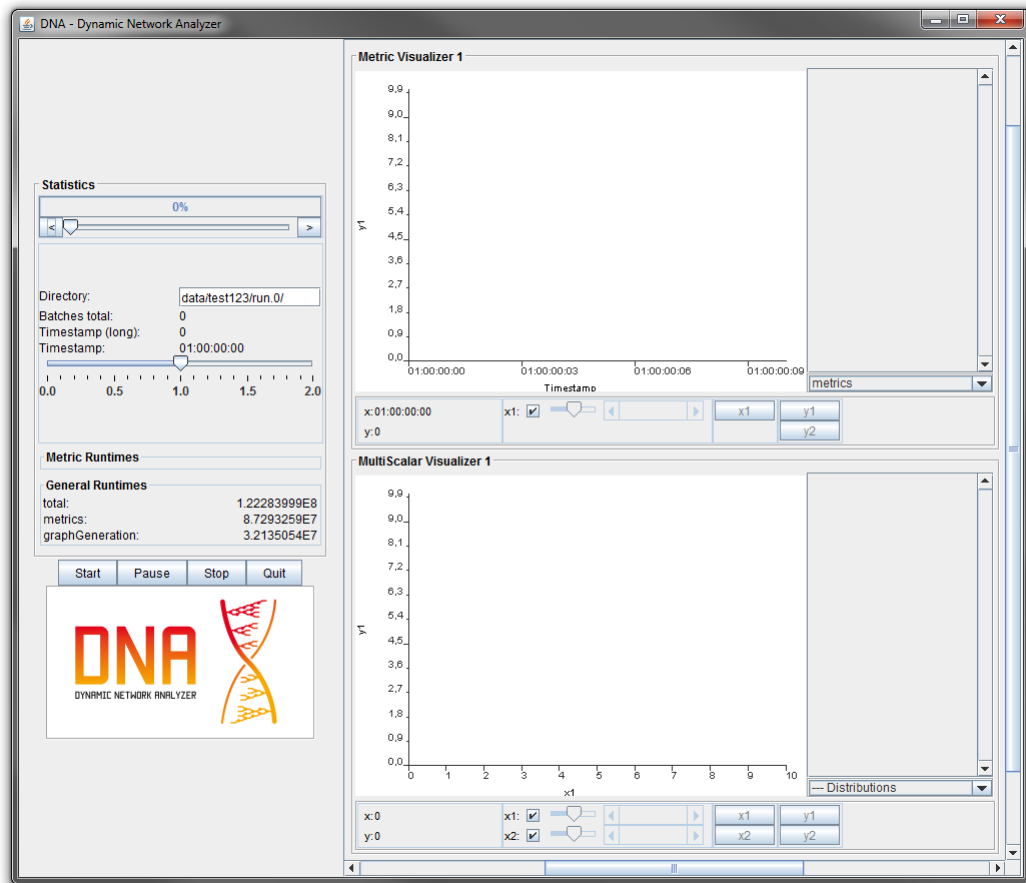 DNA - Dynamic Network Analyzer
Statistics
0%
< >
Directory: data/test123/run.0/
Batches total: 0
Timestamp (long): 0
Timestamp: 01:00:00:00
0.0 0.5 1.0 1.5 2.0
Metric Runtimes
General Runtimes
total: 1.22283999E8
metrics: 8.7293259E7
graphGeneration: 3.2135054E7
Start Pause Stop Quit
DNA
DYNAMIC NETWORK ANALYZER
Metric Visualizer 1
9,9
9,0
8,1
7,2
6,3
5,4
4,5
3,6
2,7
1,8
0,9
0,0
y1
01:00:00:00 01:00:00:03 01:00:00:06 01:00:00:09
Timestamp
metrics
x:01:00:00:00 x1: x1 y1
y:0 y2
MultiScalar Visualizer 1
9,9
9,0
8,1
7,2
6,3
5,4
4,5
3,6
2,7
1,8
0,9
0,0
y1
0 1 2 3 4 5 6 7 8 9 10
x1
--- Distributions
x:0 x1: x1 y1
y:0 x2: x2 y2